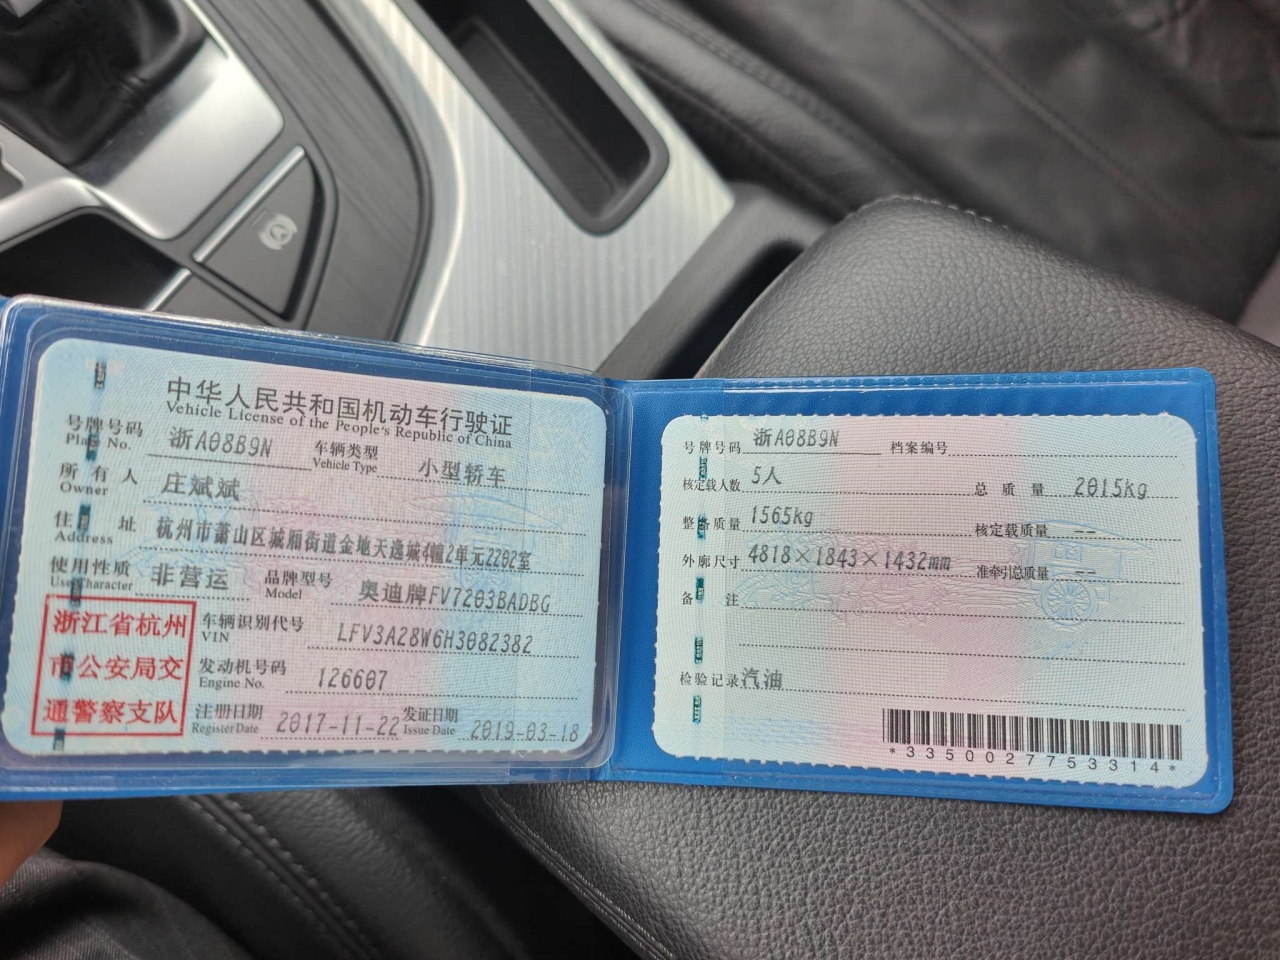 中华人民共和国机动车行驶证
Vehicle License of the People's Republic of China
号牌号码 浙A08B9N 车辆类型 小型轿车
Plate No. Vehicle Type
所有人 庄斌斌
Owner
住址 杭州市萧山区城厢街道金地天逸城4幢2单元2202室
Address
使用性质 非营运 品牌型号 奥迪牌FV7203BADBG
Use Character Model
浙江省杭州
市公安局交
通警察支队
车辆识别代号 LFV3A28W6H3082382
VIN
发动机号码 126607
Engine No.
注册日期 2017-11-22 发证日期 2019-03-18
Register Date Issue Date
号牌号码 浙A08B9N 档案编号
核定载人数 5人 总质量 2015kg
整备质量 1565kg 核定载质量 --
外廓尺寸 4818×1843×1432mm 准牵引总质量 --
备注
检验记录 汽油
*3350027753314*